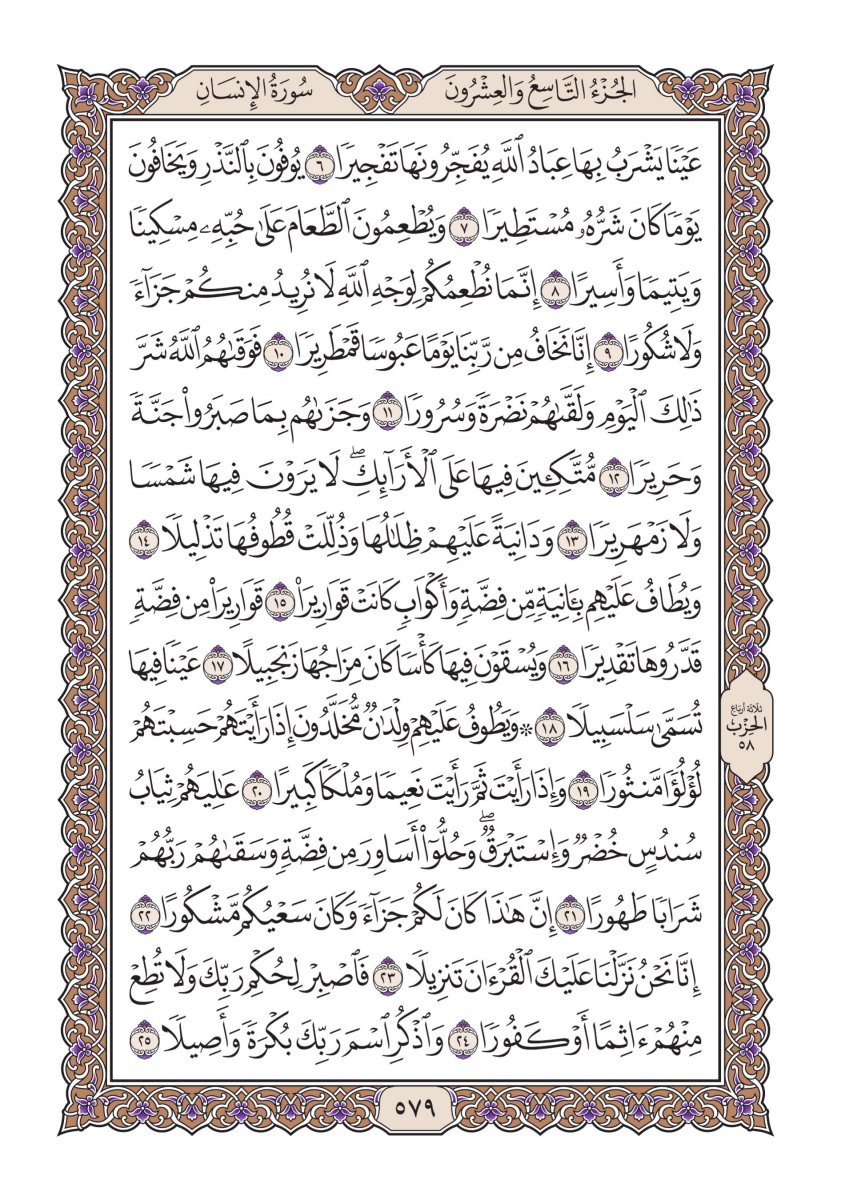 الجُزْءُ التَّاسِعُ وَالعِشْرُونَ
سُورَةُ الإِنسَانِ
عَيْنًا يَشْرَبُ بِهَا عِبَادُ ٱللَّهِ يُفَجِّرُونَهَا تَفْجِيرًا ٦ يُوفُونَ بِٱلنَّذْرِ وَيَخَافُونَ
يَوْمًا كَانَ شَرُّهُۥ مُسْتَطِيرًا ٧ وَيُطْعِمُونَ ٱلطَّعَامَ عَلَىٰ حُبِّهِۦ مِسْكِينًا
وَيَتِيمًا وَأَسِيرًا ٨ إِنَّمَا نُطْعِمُكُمْ لِوَجْهِ ٱللَّهِ لَا نُرِيدُ مِنكُمْ جَزَآءً
وَلَا شُكُورًا ٩ إِنَّا نَخَافُ مِن رَّبِّنَا يَوْمًا عَبُوسًا قَمْطَرِيرًا ١٠ فَوَقَىٰهُمُ ٱللَّهُ شَرَّ
ذَٰلِكَ ٱلْيَوْمِ وَلَقَّىٰهُمْ نَضْرَةً وَسُرُورًا ١١ وَجَزَىٰهُم بِمَا صَبَرُوا۟ جَنَّةً
وَحَرِيرًا ١٢ مُّتَّكِـِٔينَ فِيهَا عَلَى ٱلْأَرَآئِكِ ۖ لَا يَرَوْنَ فِيهَا شَمْسًا
وَلَا زَمْهَرِيرًا ١٣ وَدَانِيَةً عَلَيْهِمْ ظِلَـٰلُهَا وَذُلِّلَتْ قُطُوفُهَا تَذْلِيلًا ١٤
وَيُطَافُ عَلَيْهِم بِـَٔانِيَةٍ مِّن فِضَّةٍ وَأَكْوَابٍ كَانَتْ قَوَارِيرَا۠ ١٥ قَوَارِيرَا۟ مِن فِضَّةٍ
قَدَّرُوهَا تَقْدِيرًا ١٦ وَيُسْقَوْنَ فِيهَا كَأْسًا كَانَ مِزَاجُهَا زَنجَبِيلًا ١٧ عَيْنًا فِيهَا
تُسَمَّىٰ سَلْسَبِيلًا ١٨ ۞ وَيَطُوفُ عَلَيْهِمْ وِلْدَٰنٌ مُّخَلَّدُونَ إِذَا رَأَيْتَهُمْ حَسِبْتَهُمْ
لُؤْلُؤًا مَّنثُورًا ١٩ وَإِذَا رَأَيْتَ ثَمَّ رَأَيْتَ نَعِيمًا وَمُلْكًا كَبِيرًا ٢٠ عَـٰلِيَهُمْ ثِيَابُ
سُندُسٍ خُضْرٌ وَإِسْتَبْرَقٌ ۖ وَحُلُّوٓا۟ أَسَاوِرَ مِن فِضَّةٍ وَسَقَىٰهُمْ رَبُّهُمْ
شَرَابًا طَهُورًا ٢١ إِنَّ هَـٰذَا كَانَ لَكُمْ جَزَآءً وَكَانَ سَعْيُكُم مَّشْكُورًا ٢٢
إِنَّا نَحْنُ نَزَّلْنَا عَلَيْكَ ٱلْقُرْءَانَ تَنزِيلًا ٢٣ فَٱصْبِرْ لِحُكْمِ رَبِّكَ وَلَا تُطِعْ
مِنْهُمْ ءَاثِمًا أَوْ كَفُورًا ٢٤ وَٱذْكُرِ ٱسْمَ رَبِّكَ بُكْرَةً وَأَصِيلًا ٢٥
ثلاثة أرباع
الحِزْب
٥٨
٥٧٩